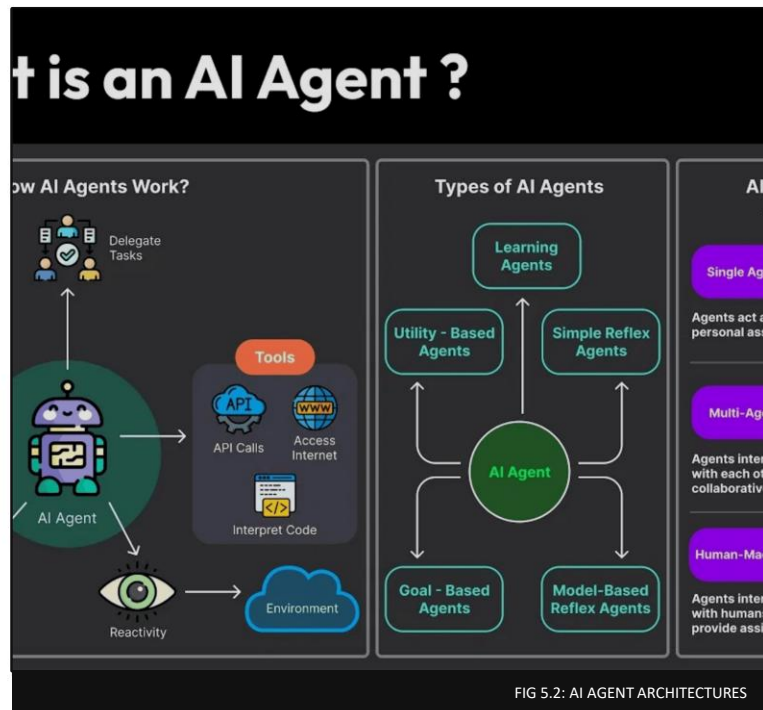 t is an AI Agent ?
ow AI Agents Work?
Delegate
Tasks
Tools
API
API Calls
WWW
Access
Internet
</>
Interpret Code
AI Agent
Reactivity
Environment
Types of AI Agents
Learning
Agents
Utility - Based
Agents
Simple Reflex
Agents
AI Agent
Goal - Based
Agents
Model-Based
Reflex Agents
AI
Single Ag
Agents act a
personal ass
Multi-Age
Agents inter
with each ot
collaborative
Human-Mac
Agents inter
with humans
provide assi
FIG 5.2: AI AGENT ARCHITECTURES